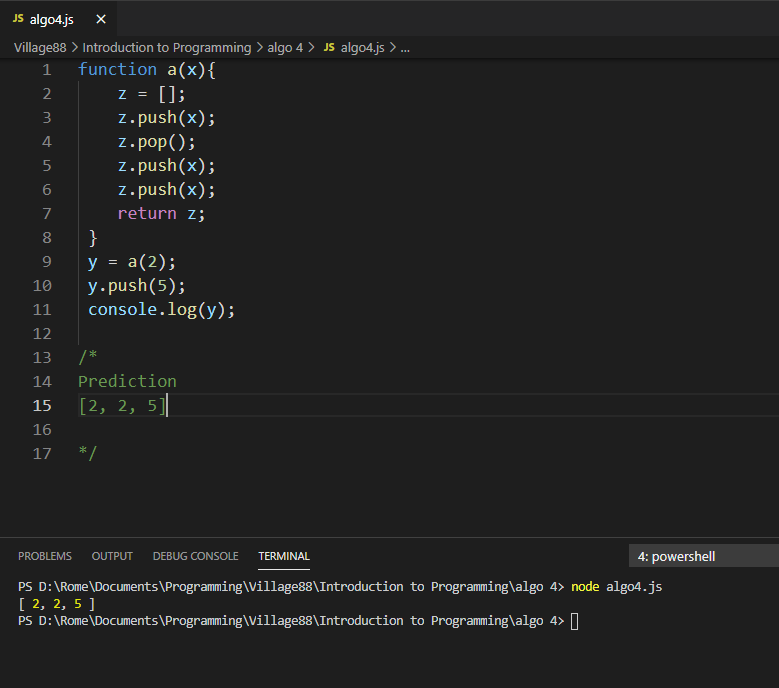 JS algo4.js ×
Village88 > Introduction to Programming > algo 4 > JS algo4.js > ...
1 function a(x){
2 z = [];
3 z.push(x);
4 z.pop();
5 z.push(x);
6 z.push(x);
7 return z;
8 }
9 y = a(2);
10 y.push(5);
11 console.log(y);
12
13 /*
14 Prediction
15 [2, 2, 5]
16
17 */
PROBLEMS OUTPUT DEBUG CONSOLE TERMINAL 4: powershell
PS D:\Rome\Documents\Programming\Village88\Introduction to Programming\algo 4> node algo4.js
[ 2, 2, 5 ]
PS D:\Rome\Documents\Programming\Village88\Introduction to Programming\algo 4>